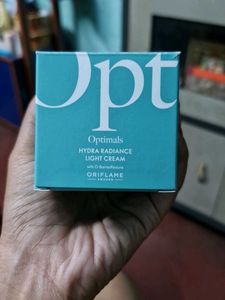 Opt
Optimals
HYDRA RADIANCE
LIGHT CREAM
ORIFLAME
SWEDEN